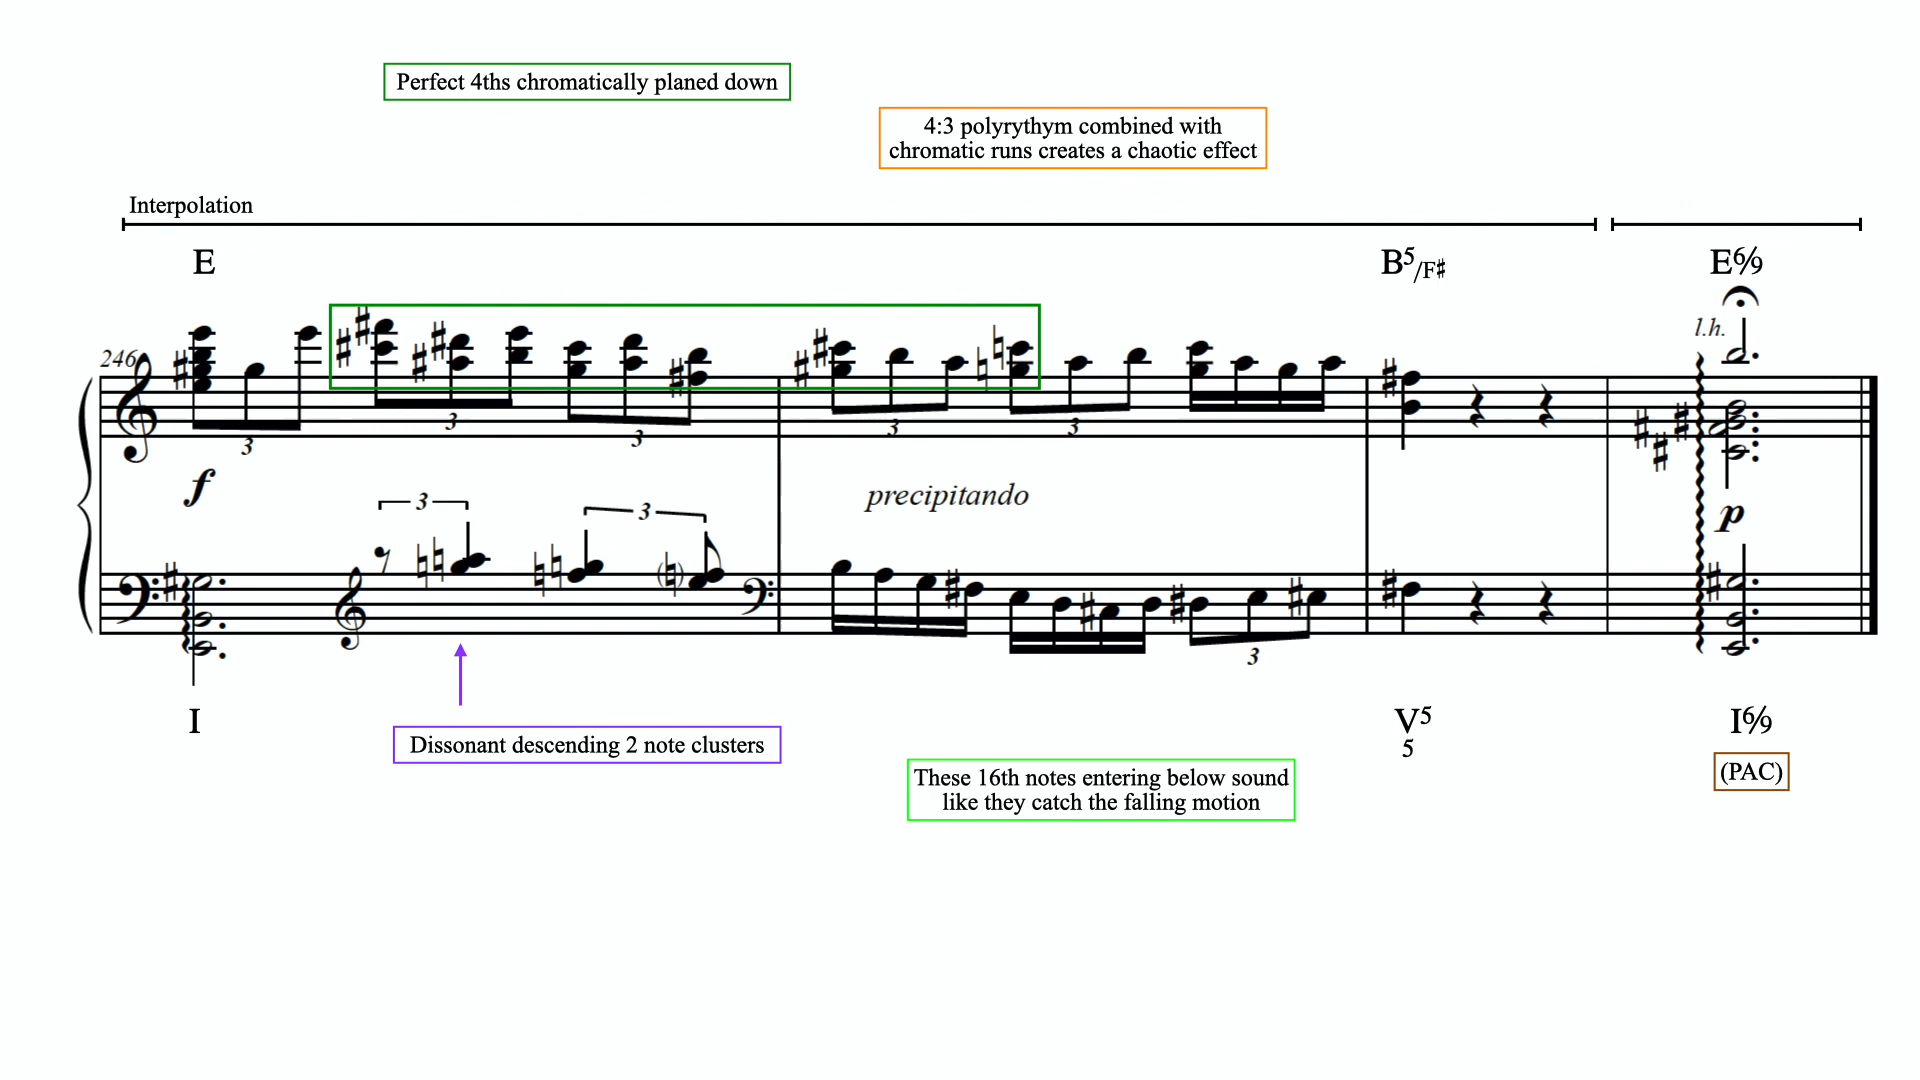 Perfect 4ths chromatically planed down
4:3 polyrythym combined with
chromatic runs creates a chaotic effect
Interpolation
E
B5/F♯
E6/9
l.h.
246
3
3
3
3
3
f
3
3
precipitando
p
3
I
V5
5
I6/9
Dissonant descending 2 note clusters
(PAC)
These 16th notes entering below sound
like they catch the falling motion